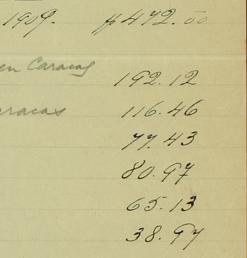 1909. $472.00
en Caracas 192.12
aracas 116.46
77.43
80.97
65.13
38.97